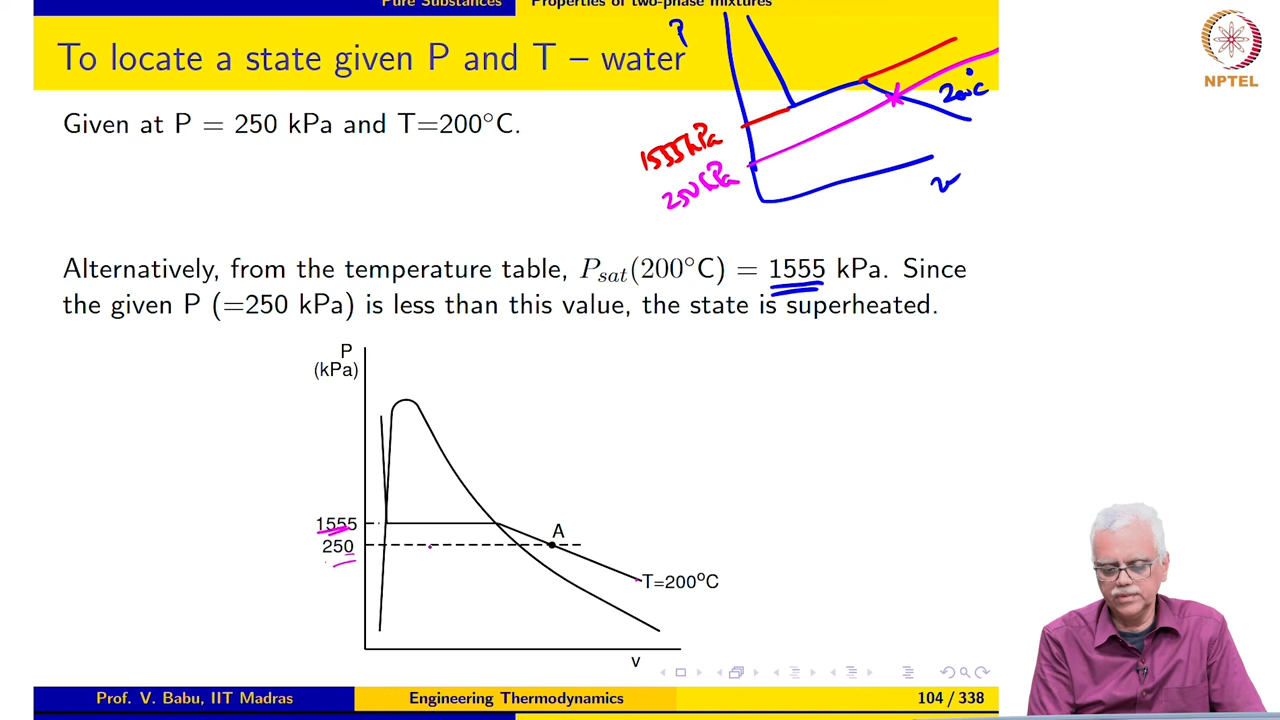 Pure Substances Properties of two-phase mixtures
To locate a state given P and T – water
NPTEL
P
200°C
1555 kPa
250 kPa
v
Given at P = 250 kPa and T=200°C.
Alternatively, from the temperature table, Psat(200°C) = 1555 kPa. Since
the given P (=250 kPa) is less than this value, the state is superheated.
P
(kPa)
1555
250
A
T=200°C
v
Prof. V. Babu, IIT Madras Engineering Thermodynamics 104 / 338